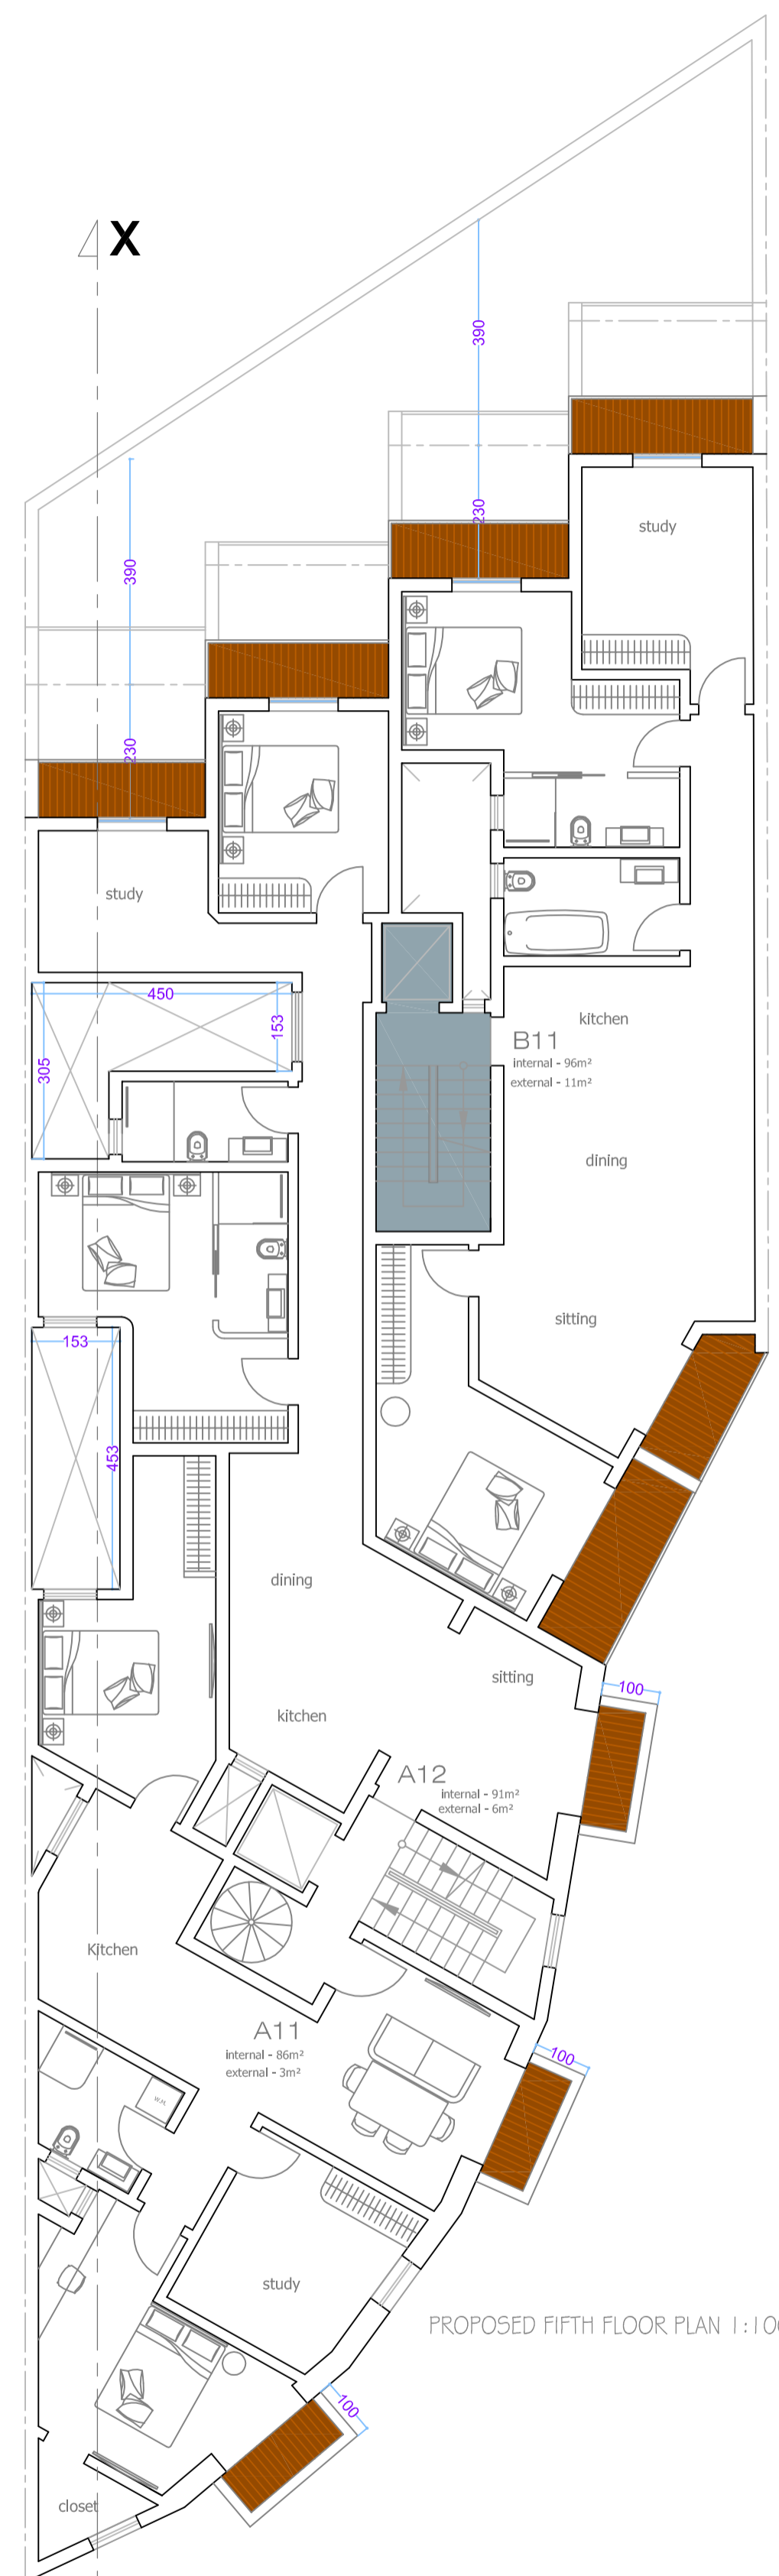 X
390
390
230
study
230
study
450
153
305
kitchen
B11
internal - 96m²
external - 11m²
dining
sitting
153
453
dining
sitting
100
kitchen
A12
internal - 91m²
external - 6m²
Kitchen
A11
internal - 86m²
external - 3m²
100
W.M.
study
PROPOSED FIFTH FLOOR PLAN 1:10
100
closet